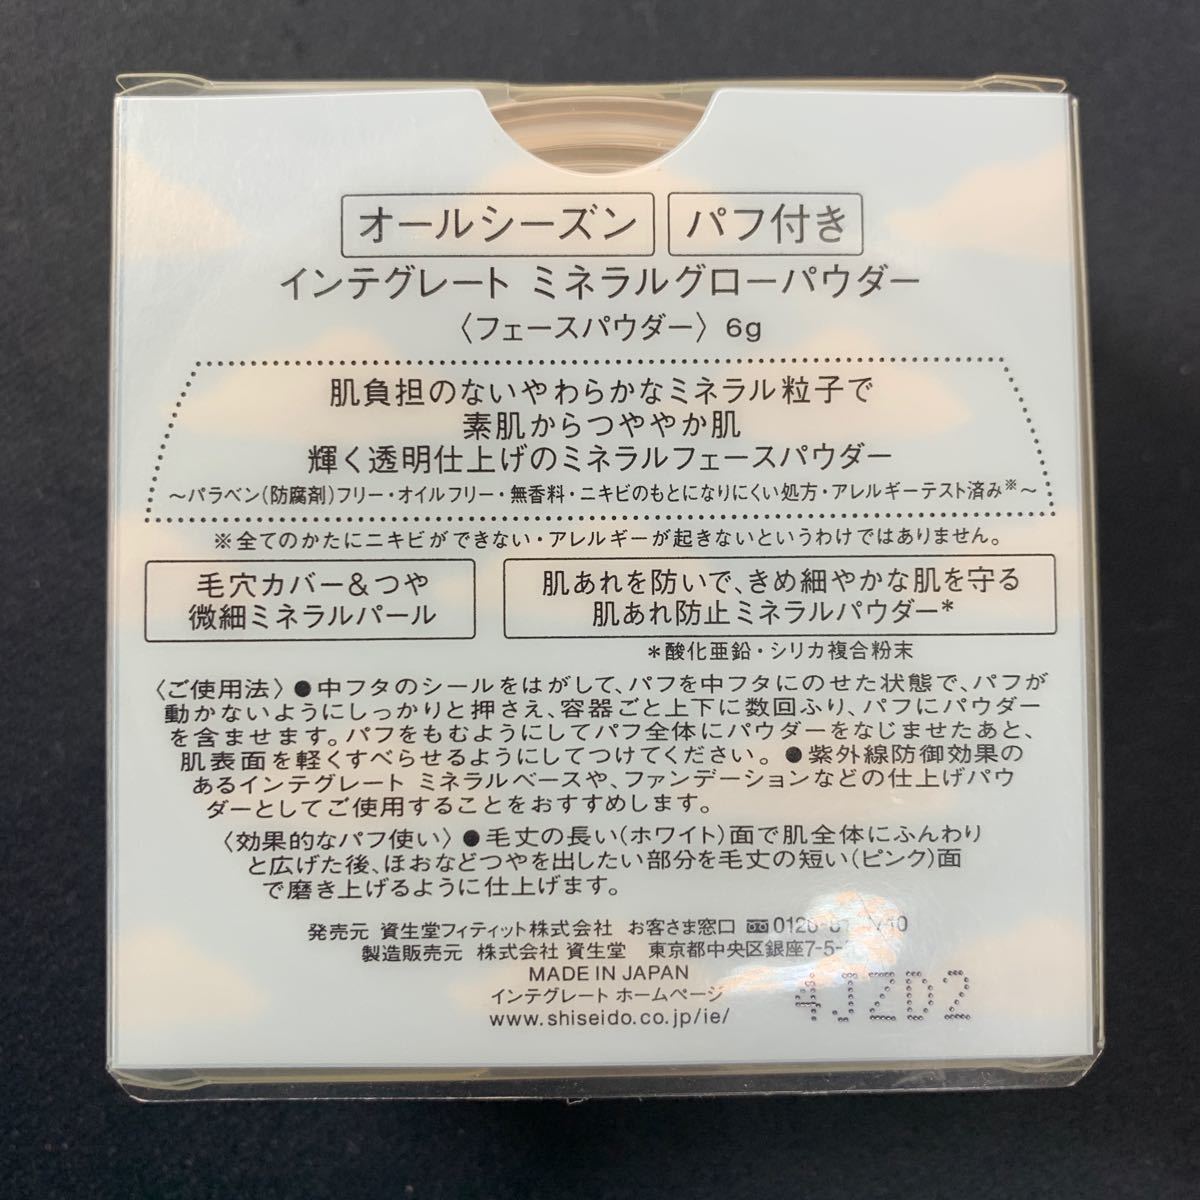 オールシーズン パフ付き
インテグレート ミネラルグローパウダー
〈フェースパウダー〉6g
肌負担のないやわらかなミネラル粒子で
素肌からつややか肌
輝く透明仕上げのミネラルフェースパウダー
～パラベン(防腐剤)フリー・オイルフリー・無香料・ニキビのもとになりにくい処方・アレルギーテスト済み※～
※全てのかたにニキビができない・アレルギーが起きないというわけではありません。
毛穴カバー&つや
微細ミネラルパール
肌あれを防いで、きめ細やかな肌を守る
肌あれ防止ミネラルパウダー*
*酸化亜鉛・シリカ複合粉末
〈ご使用法〉●中フタのシールをはがして、パフを中フタにのせた状態で、パフが
動かないようにしっかりと押さえ、容器ごと上下に数回ふり、パフにパウダー
を含ませます。パフをもむようにしてパフ全体にパウダーをなじませたあと、
肌表面を軽くすべらせるようにしてつけてください。●紫外線防御効果の
あるインテグレート ミネラルベースや、ファンデーションなどの仕上げパウ
ダーとしてご使用することをおすすめします。
〈効果的なパフ使い〉●毛丈の長い(ホワイト)面で肌全体にふんわり
と広げた後、ほおなどつやを出したい部分を毛丈の短い(ピンク)面
で磨き上げるように仕上げます。
発売元 資生堂フィティット株式会社 お客さま窓口
製造販売元 株式会社 資生堂 東京都中央区銀座7-5-
MADE IN JAPAN
インテグレート ホームページ
www.shiseido.co.jp/ie/
4J2D2